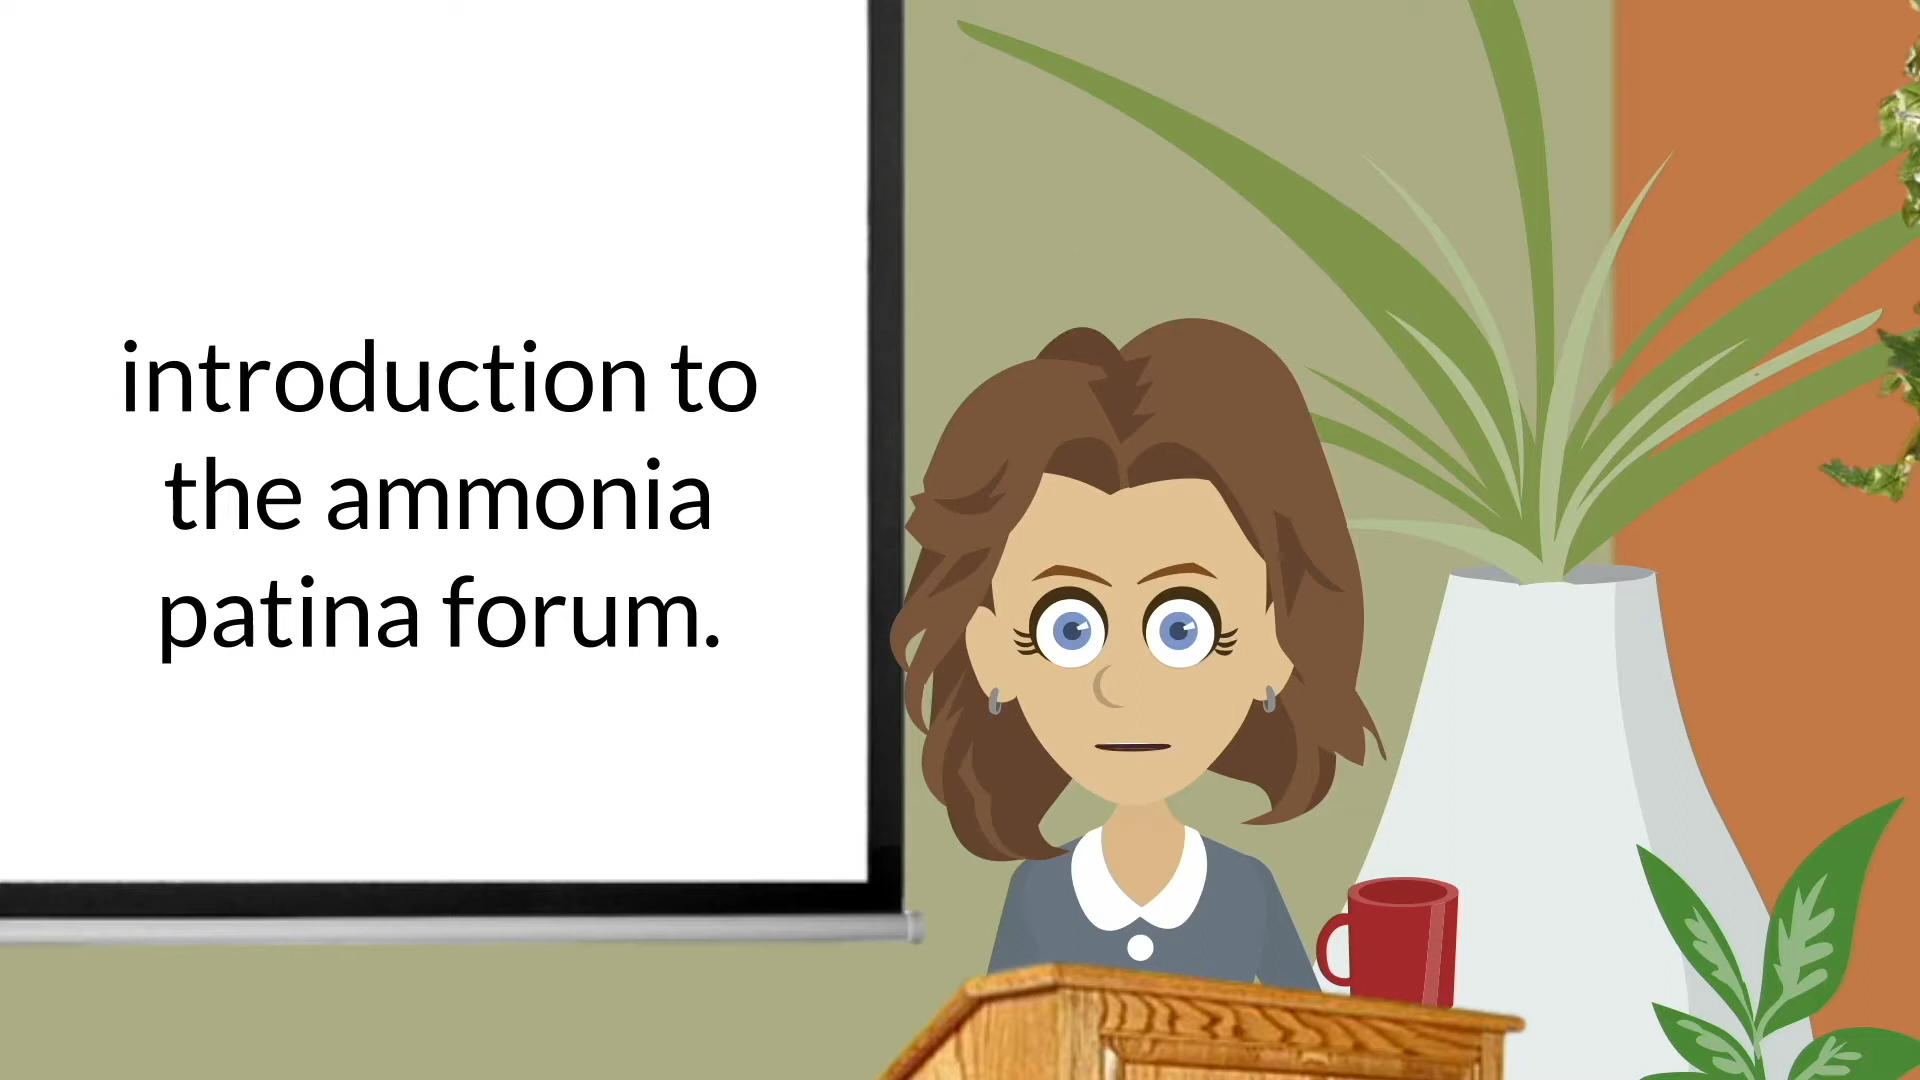 introduction to
the ammonia
patina forum.